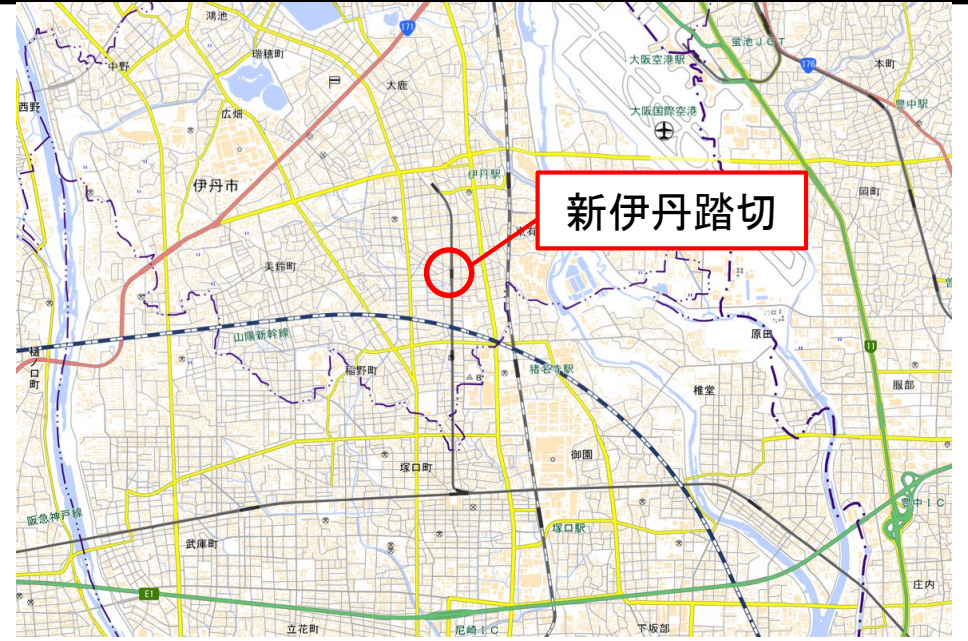 鴻池
171
瑞穂町
中野
大鹿
西野
広畑
大阪空港駅
蛍池JCT
176
本町
豊中駅
大阪国際空港
伊丹市
伊丹駅
岡町
新伊丹踏切
美鈴町
山陽新幹線
樋ノ口町
稲野町
猪名寺駅
原田
11
椎堂
服部
塚口町
御園
阪急神戸線
武庫町
塚口駅
豊中IC
E1
庄内
立花町
尼崎IC
下坂部